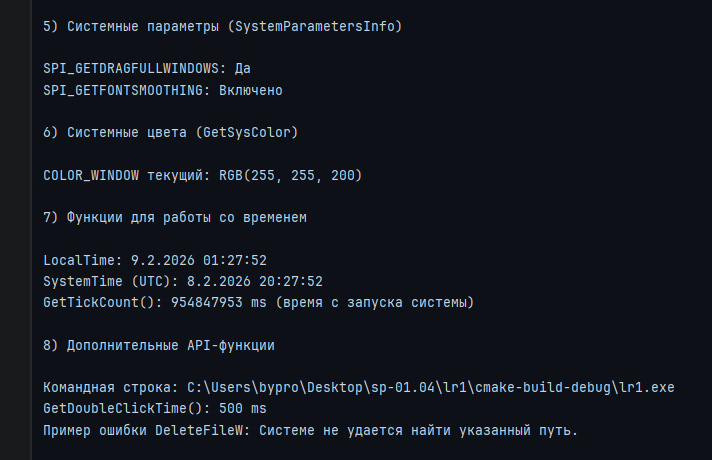 5) Системные параметры (SystemParametersInfo)
SPI_GETDRAGFULLWINDOWS: Да
SPI_GETFONTSMOOTHING: Включено
6) Системные цвета (GetSysColor)
COLOR_WINDOW текущий: RGB(255, 255, 200)
7) Функции для работы со временем
LocalTime: 9.2.2026 01:27:52
SystemTime (UTC): 8.2.2026 20:27:52
GetTickCount(): 954847953 ms (время с запуска системы)
8) Дополнительные API-функции
Командная строка: C:\Users\bypro\Desktop\sp-01.04\lr1\cmake-build-debug\lr1.exe
GetDoubleClickTime(): 500 ms
Пример ошибки DeleteFileW: Системе не удается найти указанный путь.